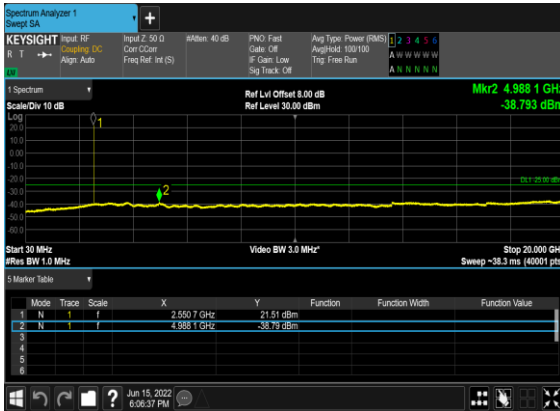 Spectrum Analyzer 1
Swept SA
+
KEYSIGHT Input: RF Input Z: 50 Ω #Atten: 40 dB PNO: Fast Avg Type: Power (RMS) 1 2 3 4 5 6
R T Coupling: DC Corr CCorr Gate: Off Avg|Hold: 100/100 A W W W W W
Align: Auto Freq Ref: Int (S) IF Gain: Low Trig: Free Run
Sig Track: Off A N N N N N
1 Spectrum Ref Lvl Offset 8.00 dB Mkr2 4.988 1 GHz
Scale/Div 10 dB Ref Level 30.00 dBm -38.793 dBm
Log
20.0
10.0
0.00
-10.0
-20.0
-30.0
-40.0
-50.0
-60.0
1
2
DL1 -25.00 dBm
Start 30 MHz Video BW 3.0 MHz* Stop 20.000 GHz
#Res BW 1.0 MHz Sweep ~38.3 ms (40001 pts)
5 Marker Table
Mode Trace Scale X Y Function Function Width Function Value
1 N 1 f 2.550 7 GHz 21.51 dBm
2 N 1 f 4.988 1 GHz -38.79 dBm
3
4
5
6
? Jun 15, 2022
6:06:37 PM